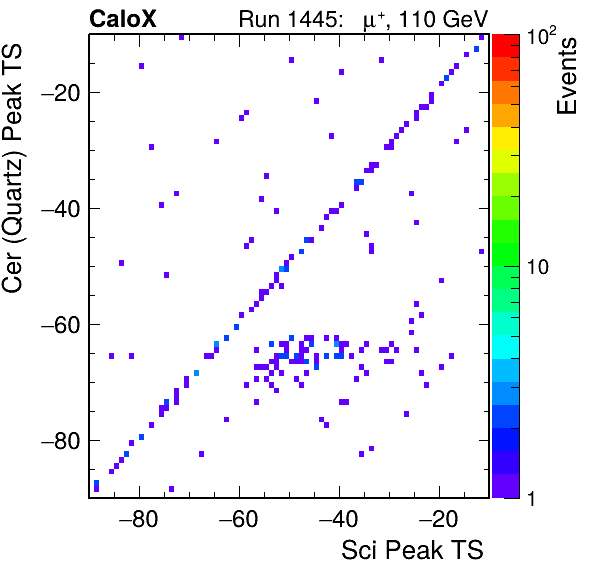 CaloX Run 1445: μ⁺, 110 GeV
Cer (Quartz) Peak TS
−20
−40
−60
−80
−80 −60 −40 −20
Sci Peak TS
10²
10
1
Events